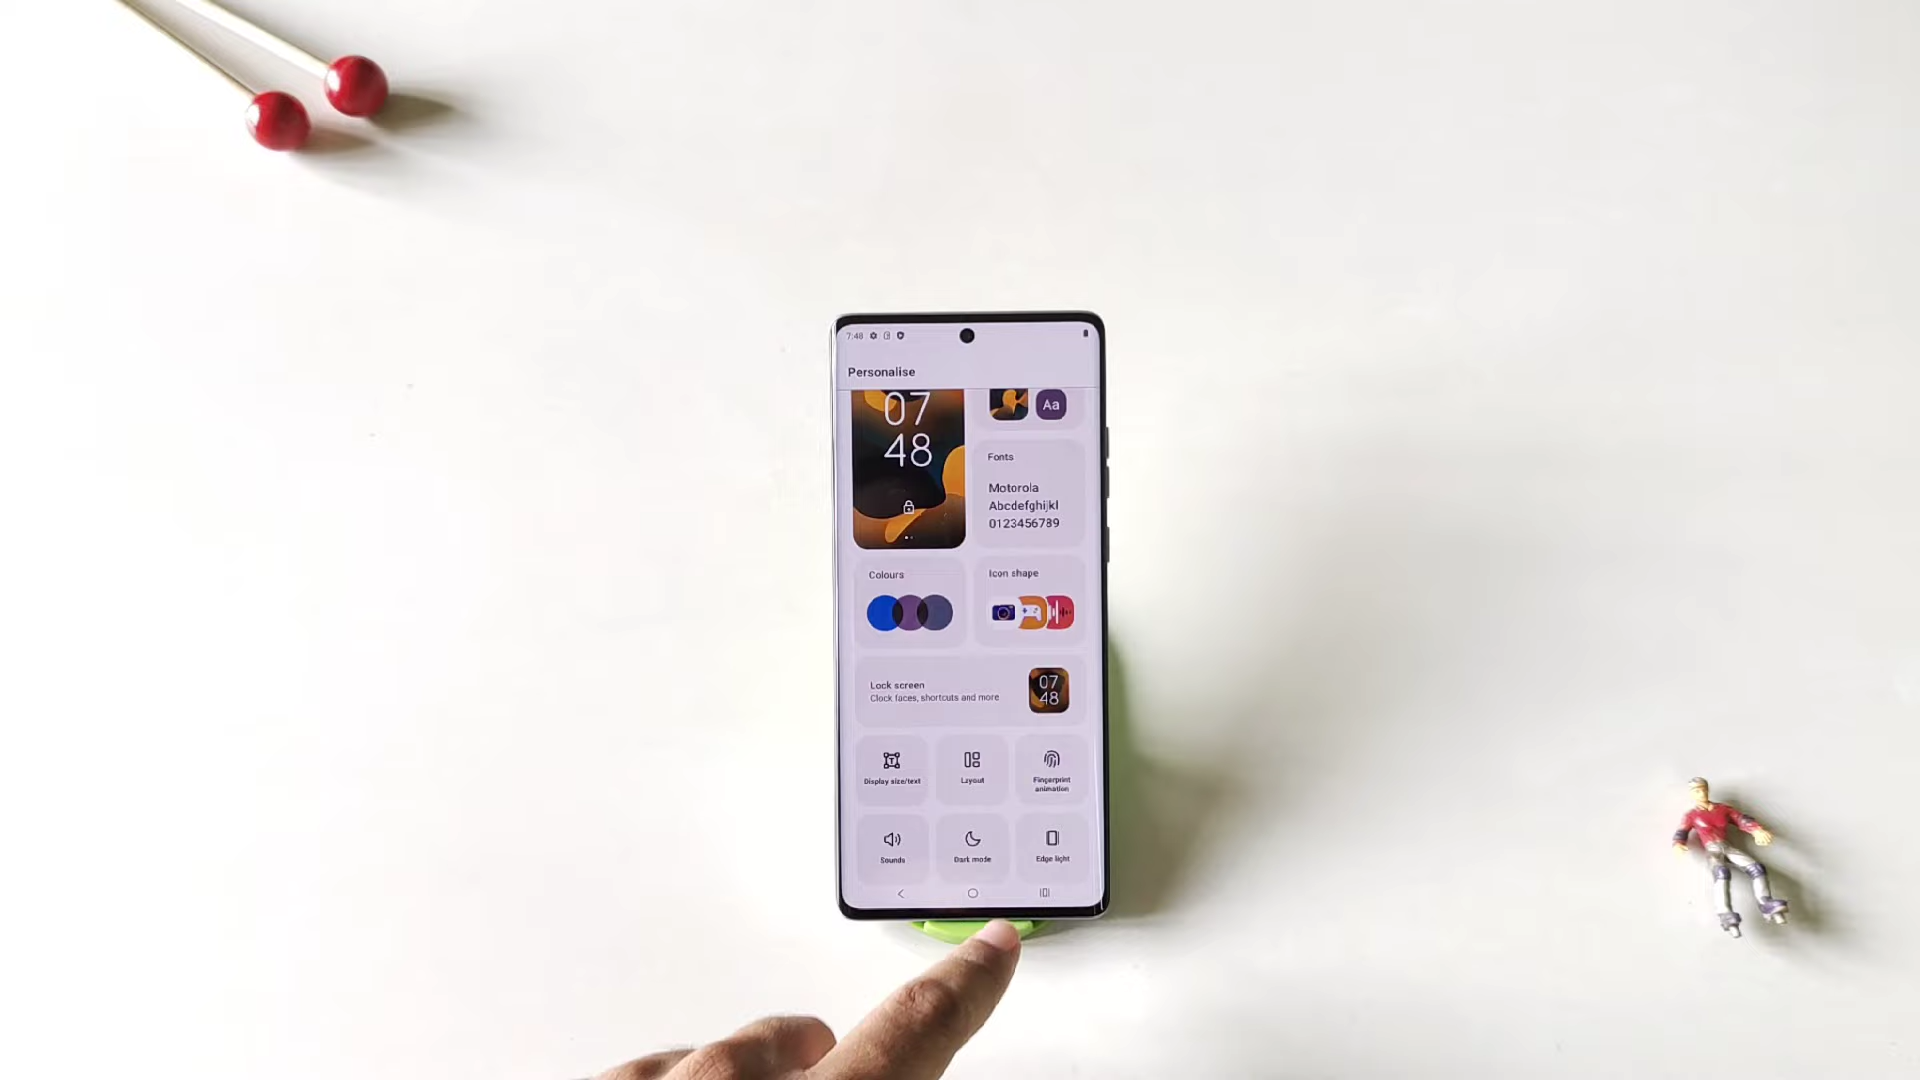 7:48
Personalise
07
48
Aa
Fonts
Motorola
Abcdefghijkl
0123456789
Colours
Icon shape
Lock screen
Clock faces, shortcuts and more
07
48
Display size/text
Layout
Fingerprint
animation
Sounds
Dark mode
Edge light